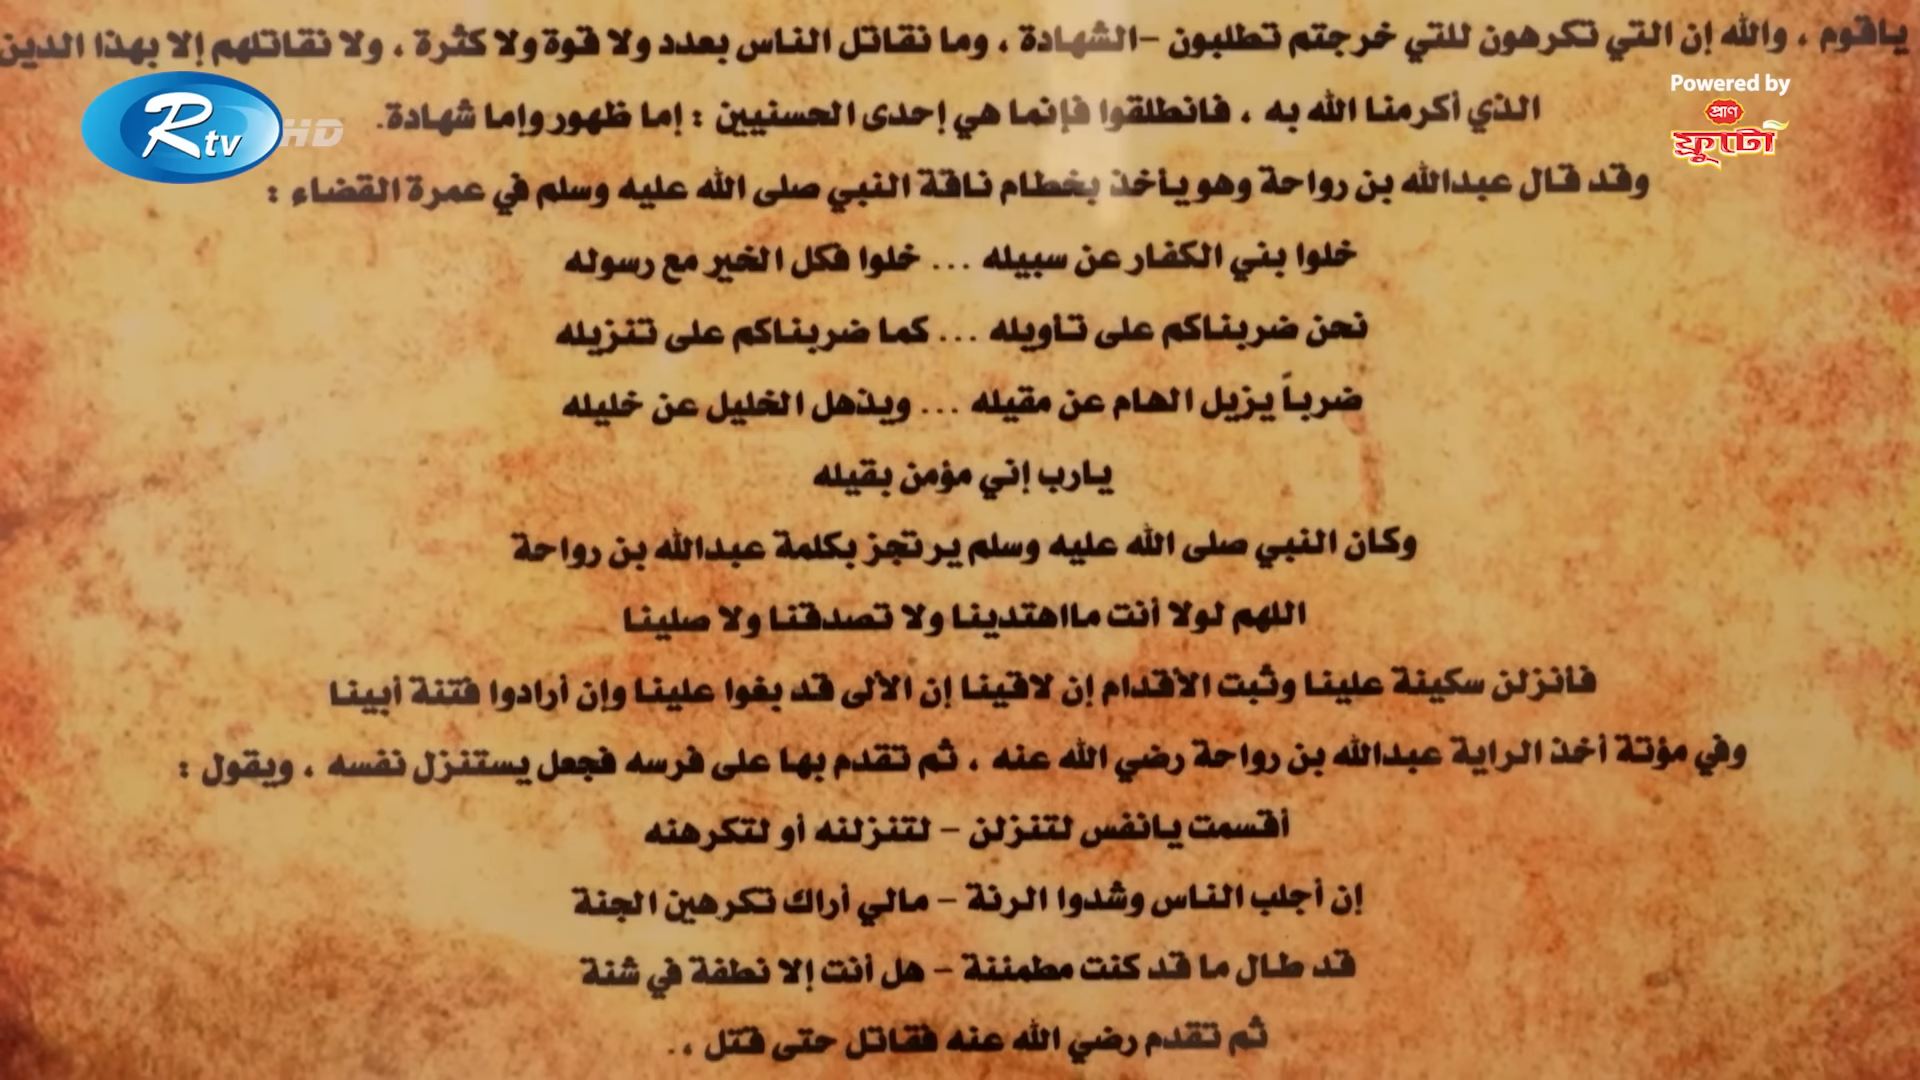 ياقوم ، والله إن التي تكرهون للتي خرجتم تطلبون -الشهادة ، وما نقاتل الناس بعدد ولا قوة ولا كثرة ، ولا نقاتلهم إلا بهذا الدين
Powered by
প্রাণ
ফ্রুটো
Rtv HD
الذي أكرمنا الله به ، فانطلقوا فإنما هي إحدى الحسنيين : إما ظهور وإما شهادة.
وقد قال عبدالله بن رواحة وهو يأخذ بخطام ناقة النبي صلى الله عليه وسلم في عمرة القضاء :
خلوا بني الكفار عن سبيله ... خلوا فكل الخير مع رسوله
نحن ضربناكم على تأويله ... كما ضربناكم على تنزيله
ضرباً يزيل الهام عن مقيله ... ويذهل الخليل عن خليله
يارب إني مؤمن بقيله
وكان النبي صلى الله عليه وسلم يرتجز بكلمة عبدالله بن رواحة
اللهم لولا أنت مااهتدينا ولا تصدقنا ولا صلينا
فأنزلن سكينة علينا وثبت الأقدام إن لاقينا إن الألى قد بغوا علينا وإن أرادوا فتنة أبينا
وفي مؤتة أخذ الراية عبدالله بن رواحة رضي الله عنه ، ثم تقدم بها على فرسه فجعل يستنزل نفسه ، ويقول :
أقسمت يانفس لتنزلن - لتنزلنه أو لتكرهنه
إن أجلب الناس وشدوا الرنة - مالي أراك تكرهين الجنة
قد طال ما قد كنت مطمئنة - هل أنت إلا نطفة في شنة
ثم تقدم رضي الله عنه فقاتل حتى قتل ،.